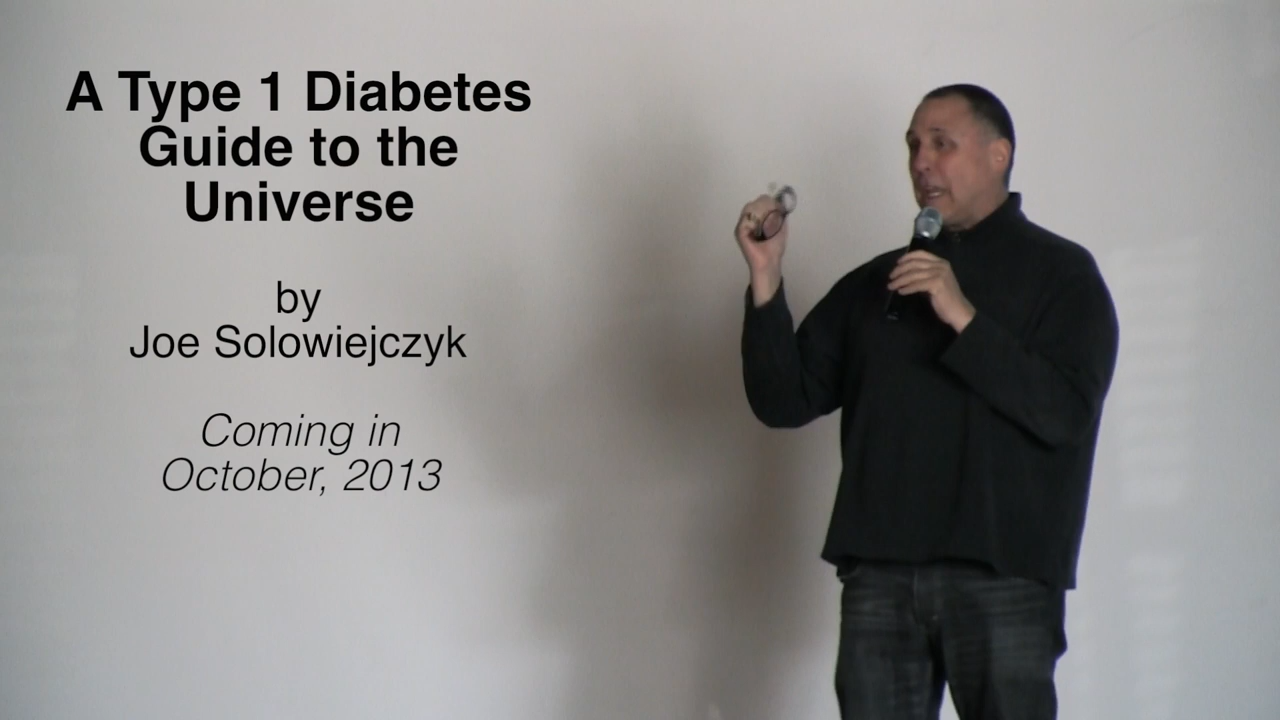 A Type 1 Diabetes
Guide to the
Universe
by
Joe Solowiejczyk
Coming in
October, 2013